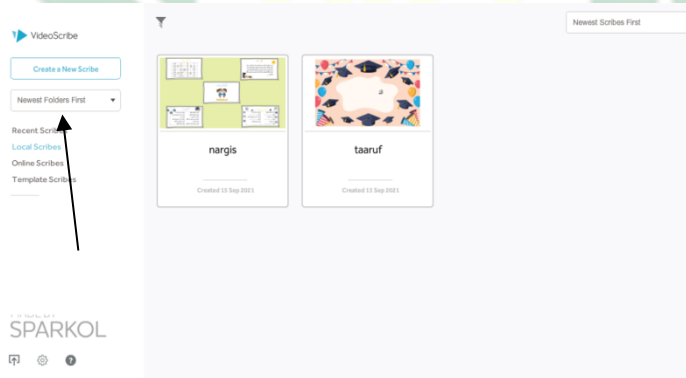 VideoScribe
Newest Scribes First
Create a New Scribe
Newest Folders First
Recent Scribes
Local Scribes
Online Scribes
Template Scribes
nargis
taaruf
Created 15 Sep 2021
Created 13 Sep 2021
SPARKOL